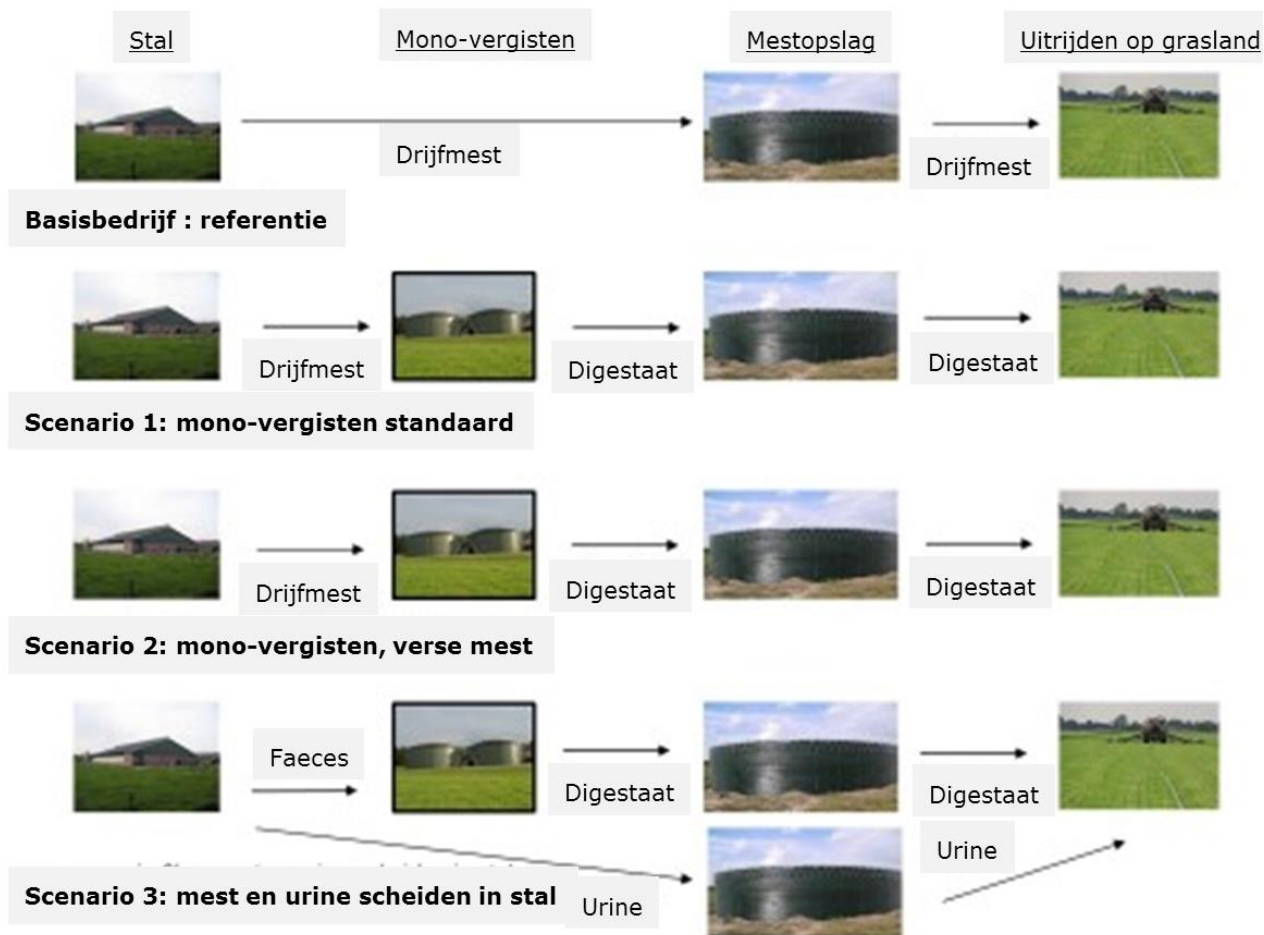 Stal
Mono-vergisten
Mestopslag
Uitrijden op grasland
Drijfmest
Drijfmest
Basisbedrijf : referentie
Drijfmest
Digestaat
Digestaat
Scenario 1: mono-vergisten standaard
Drijfmest
Digestaat
Digestaat
Scenario 2: mono-vergisten, verse mest
Faeces
Digestaat
Digestaat
Urine
Scenario 3: mest en urine scheiden in stal
Urine